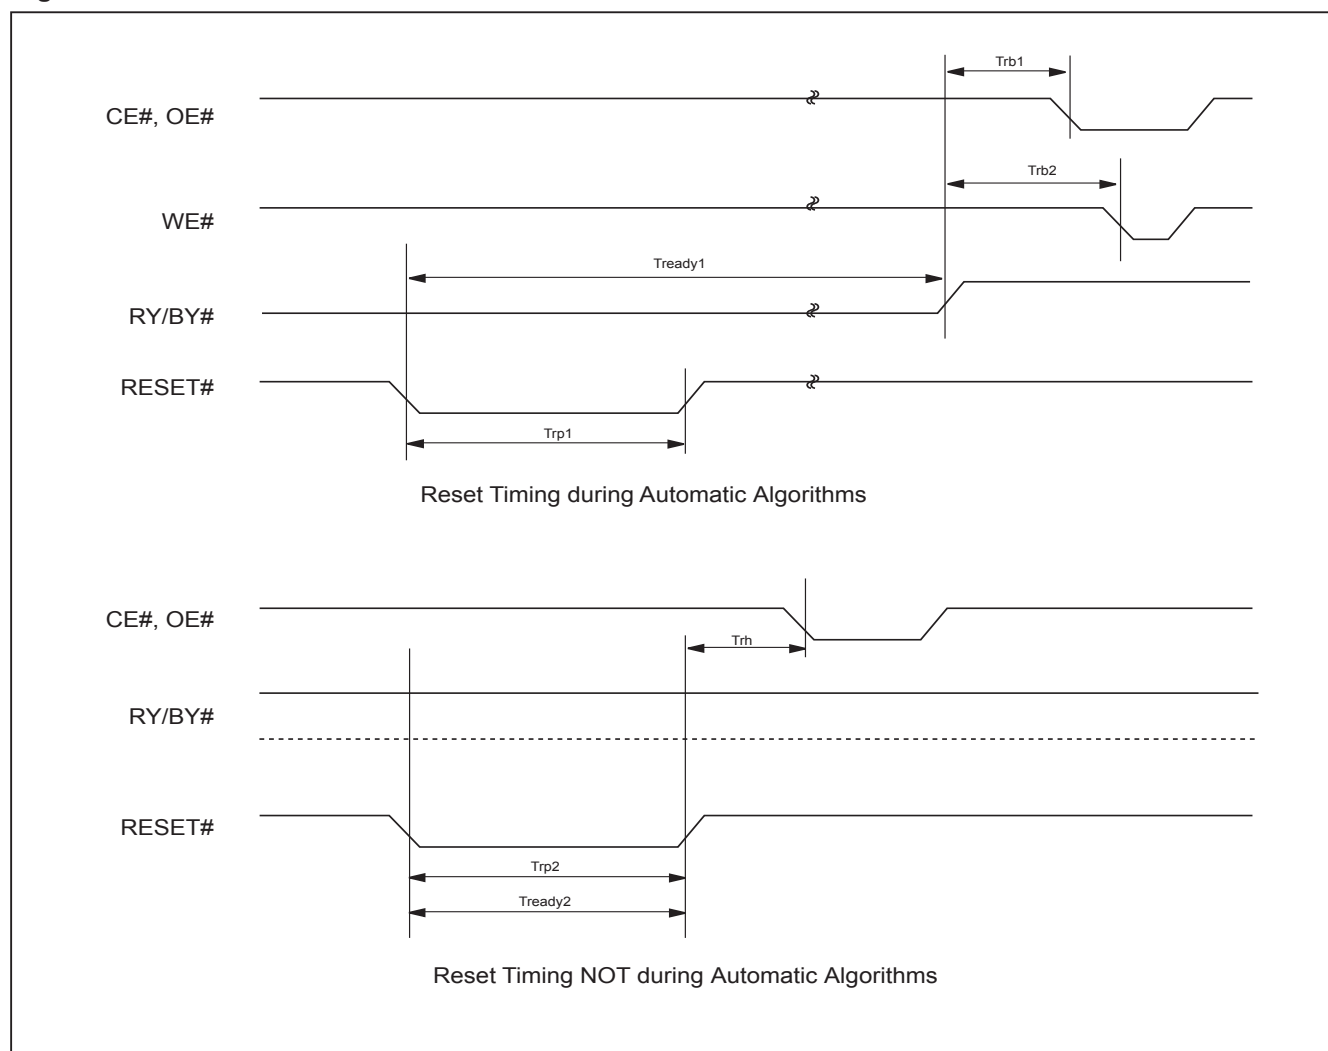 Trb1
CE#, OE#
Trb2
WE#
Tready1
RY/BY#
RESET#
Trp1
Reset Timing during Automatic Algorithms
CE#, OE#
Trh
RY/BY#
RESET#
Trp2
Tready2
Reset Timing NOT during Automatic Algorithms